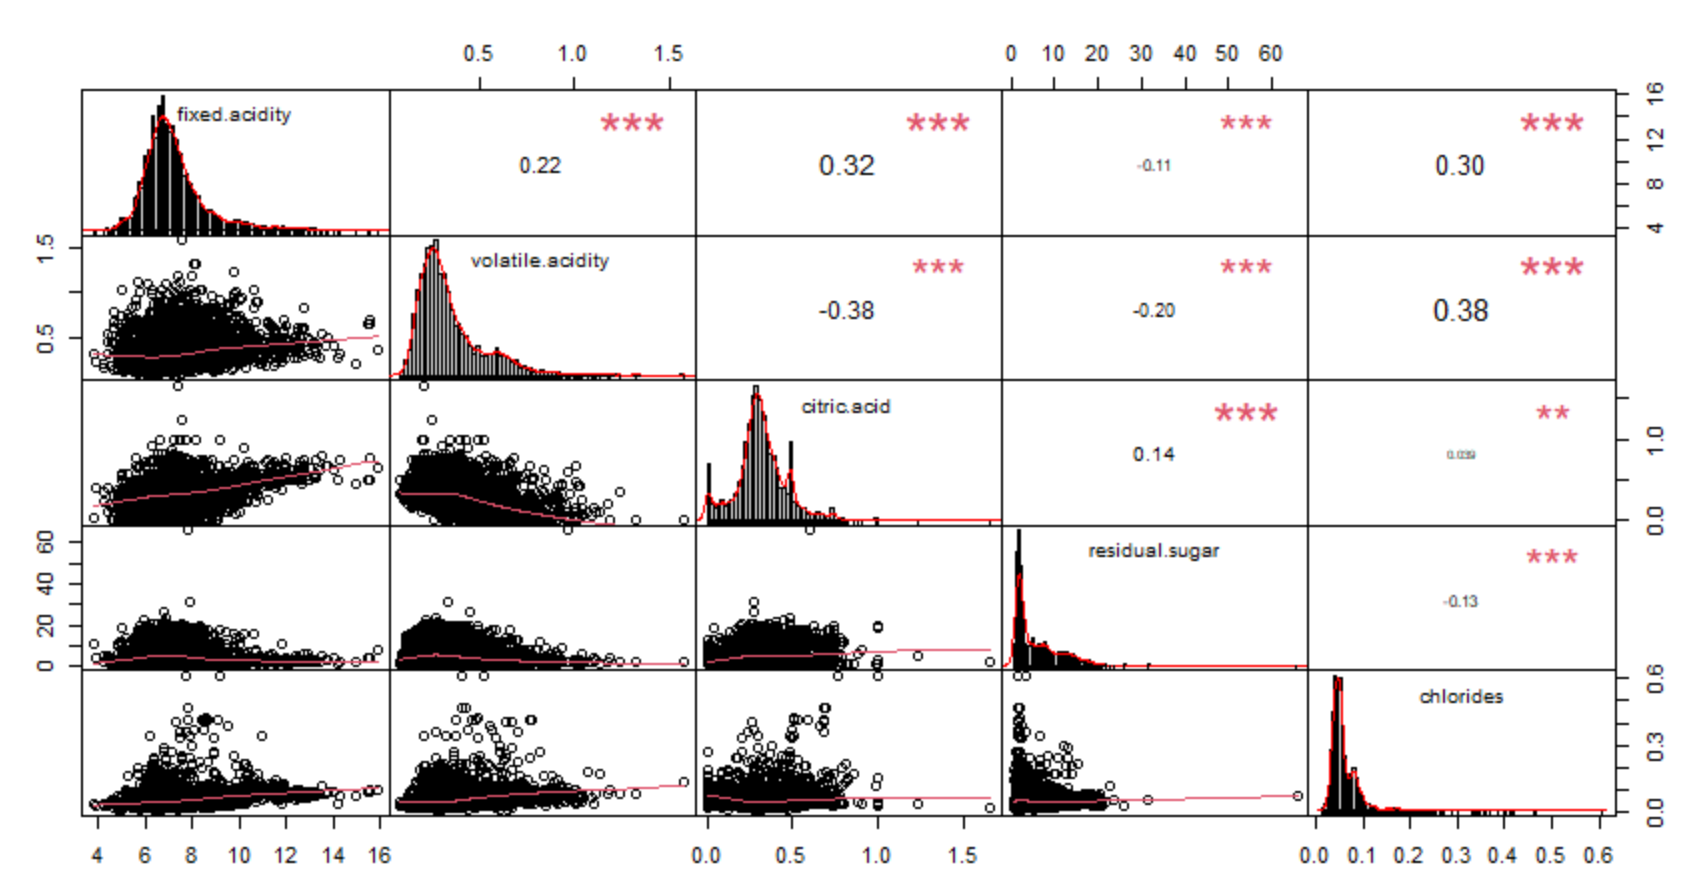 0.5 1.0 1.5 0 10 20 30 40 50 60
fixed.acidity *** *** *** *** 16
0.22 0.32 -0.11 0.30 12
8
4
1.5 volatile.acidity *** *** ***
0.5 -0.38 -0.20 0.38
citric.acid *** **
0.14 0.039 1.0
0.0
60 residual.sugar ***
40 -0.13
20
0
chlorides 0.6
0.3
0.0
4 6 8 10 12 14 16 0.0 0.5 1.0 1.5 0.0 0.1 0.2 0.3 0.4 0.5 0.6